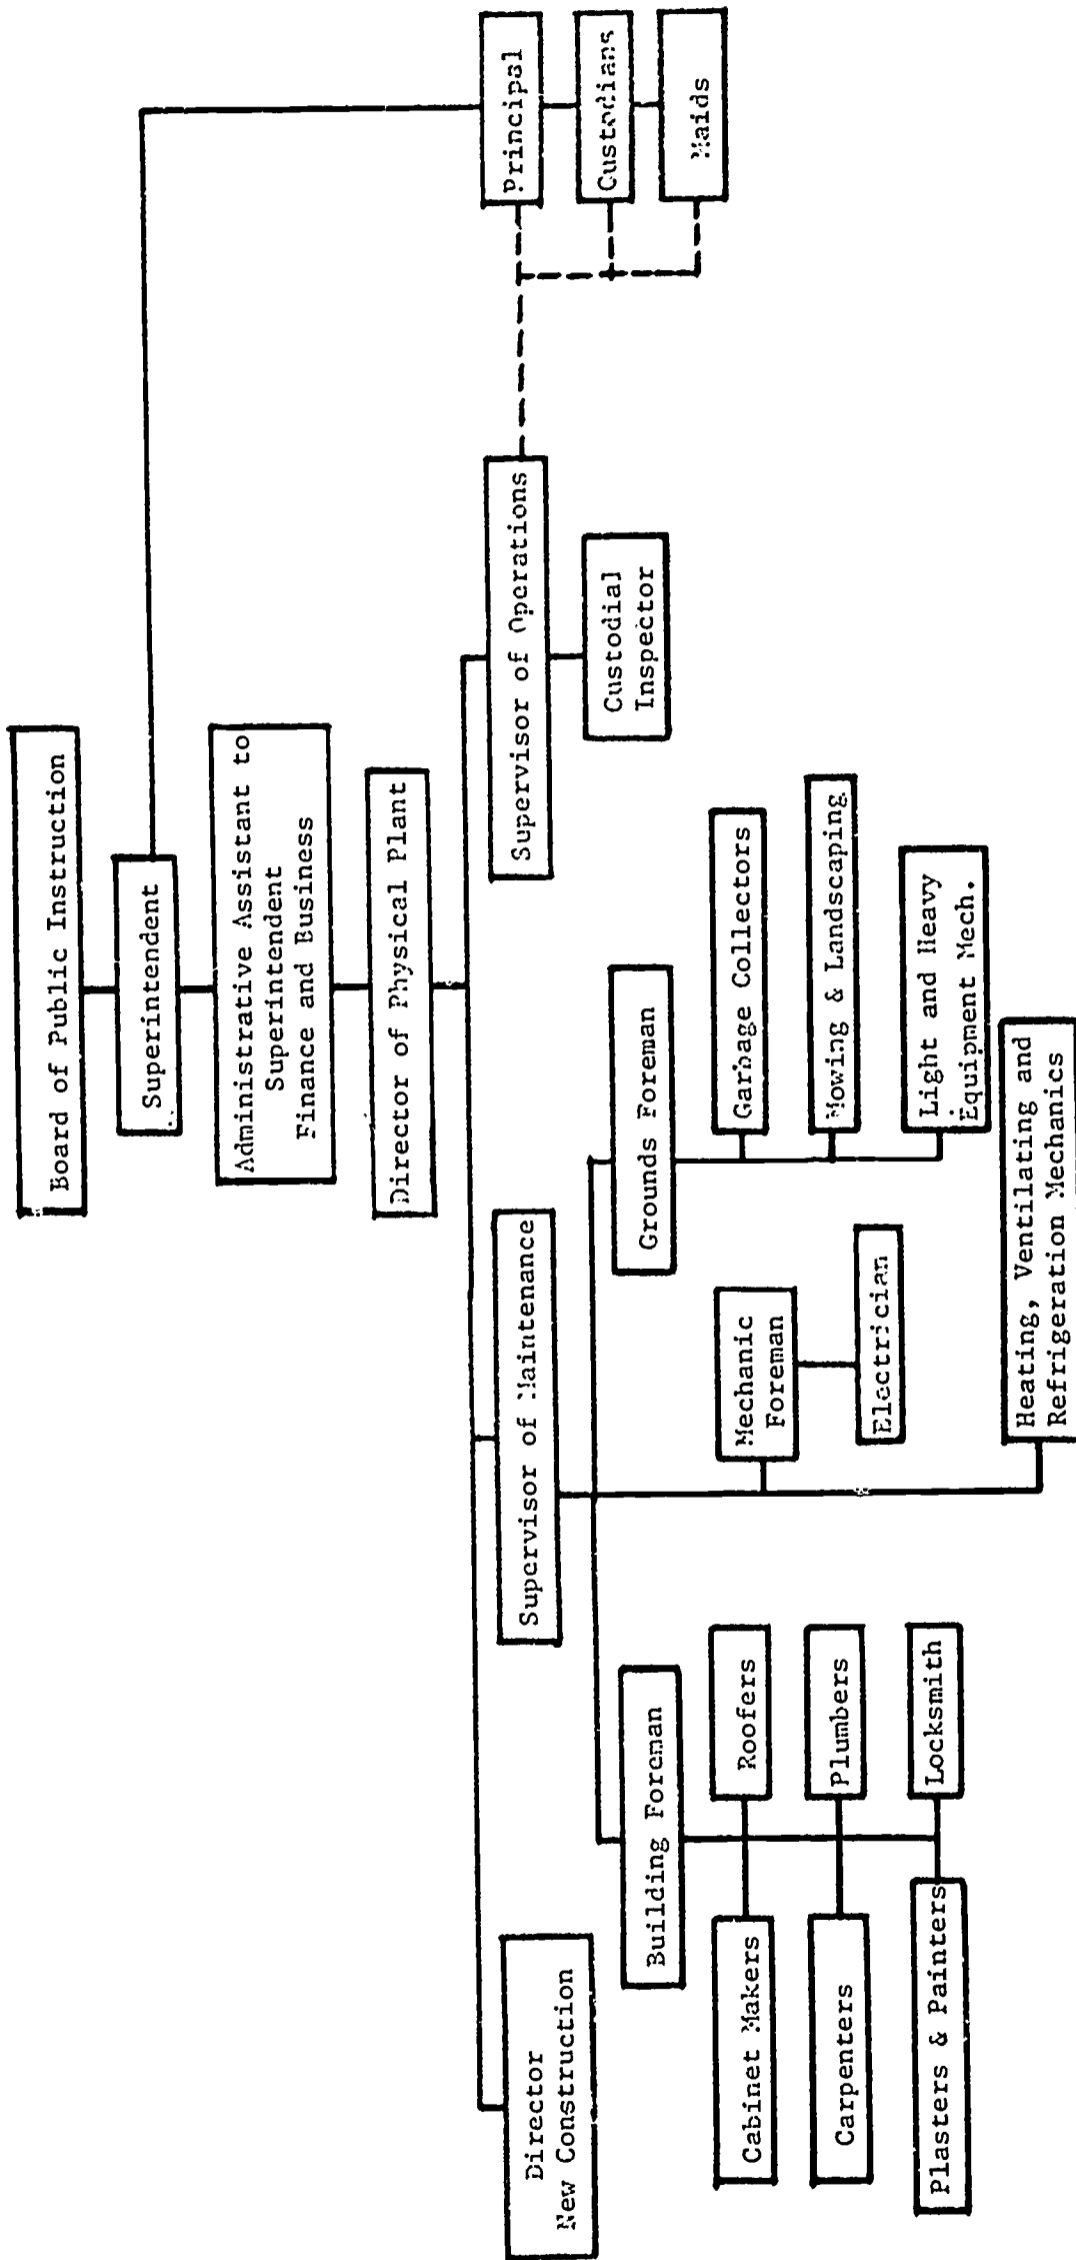 Board of Public Instruction
Superintendent
Administrative Assistant to
Superintendent
Finance and Business
Director of Physical Plant
Director
New Construction
Supervisor of Maintenance
Supervisor of Operations
Principal
Custodians
Maids
Custodial
Inspector
Building Foreman
Grounds Foreman
Cabinet Makers
Roofers
Mechanic
Foreman
Garbage Collectors
Carpenters
Plumbers
Electrician
Mowing & Landscaping
Plasters & Painters
Locksmith
Light and Heavy
Equipment Mech.
Heating, Ventilating and
Refrigeration Mechanics